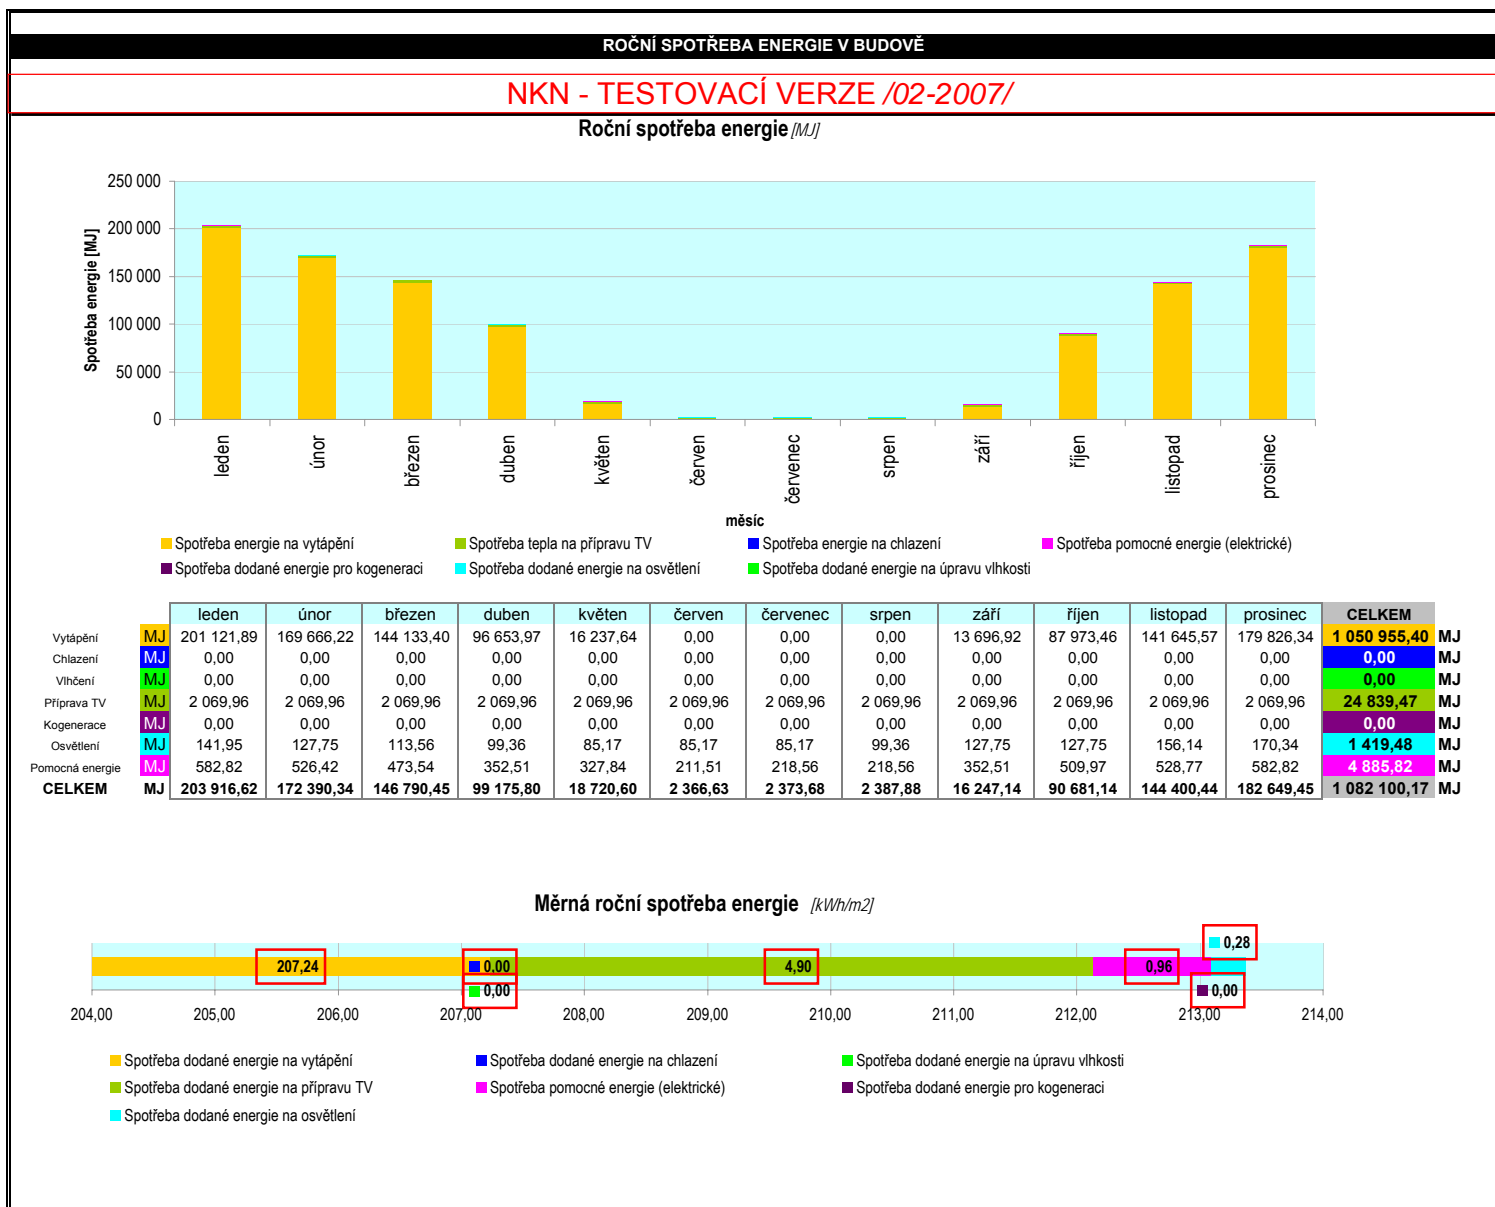 ROČNÍ SPOTŘEBA ENERGIE V BUDOVĚ
NKN - TESTOVACÍ VERZE /02-2007/
Roční spotřeba energie [MJ]
Spotřeba energie [MJ]
250 000
200 000
150 000
100 000
50 000
0
leden únor březen duben květen červen červenec srpen září říjen listopad prosinec
měsíc
Spotřeba energie na vytápění Spotřeba tepla na přípravu TV Spotřeba energie na chlazení Spotřeba pomocné energie (elektrické)
Spotřeba dodané energie pro kogeneraci Spotřeba dodané energie na osvětlení Spotřeba dodané energie na úpravu vlhkosti
leden únor březen duben květen červen červenec srpen září říjen listopad prosinec CELKEM
Vytápění MJ 201 121,89 169 666,22 144 133,40 96 653,97 16 237,64 0,00 0,00 0,00 13 696,92 87 973,46 141 645,57 179 826,34 1 050 955,40 MJ
Chlazení MJ 0,00 0,00 0,00 0,00 0,00 0,00 0,00 0,00 0,00 0,00 0,00 0,00 0,00 MJ
Vlhčení MJ 0,00 0,00 0,00 0,00 0,00 0,00 0,00 0,00 0,00 0,00 0,00 0,00 0,00 MJ
Příprava TV MJ 2 069,96 2 069,96 2 069,96 2 069,96 2 069,96 2 069,96 2 069,96 2 069,96 2 069,96 2 069,96 2 069,96 2 069,96 24 839,47 MJ
Kogenerace MJ 0,00 0,00 0,00 0,00 0,00 0,00 0,00 0,00 0,00 0,00 0,00 0,00 0,00 MJ
Osvětlení MJ 141,95 127,75 113,56 99,36 85,17 85,17 85,17 99,36 127,75 127,75 156,14 170,34 1 419,48 MJ
Pomocná energie MJ 582,82 526,42 473,54 352,51 327,84 211,51 218,56 218,56 352,51 509,97 528,77 582,82 4 885,82 MJ
CELKEM MJ 203 916,62 172 390,34 146 790,45 99 175,80 18 720,60 2 366,63 2 373,68 2 387,88 16 247,14 90 681,14 144 400,44 182 649,45 1 082 100,17 MJ
Měrná roční spotřeba energie [kWh/m2]
0,28
207,24 0,00 4,90 0,96
0,00 0,00
204,00 205,00 206,00 207,00 208,00 209,00 210,00 211,00 212,00 213,00 214,00
Spotřeba dodané energie na vytápění Spotřeba dodané energie na chlazení Spotřeba dodané energie na úpravu vlhkosti
Spotřeba dodané energie na přípravu TV Spotřeba pomocné energie (elektrické) Spotřeba dodané energie pro kogeneraci
Spotřeba dodané energie na osvětlení